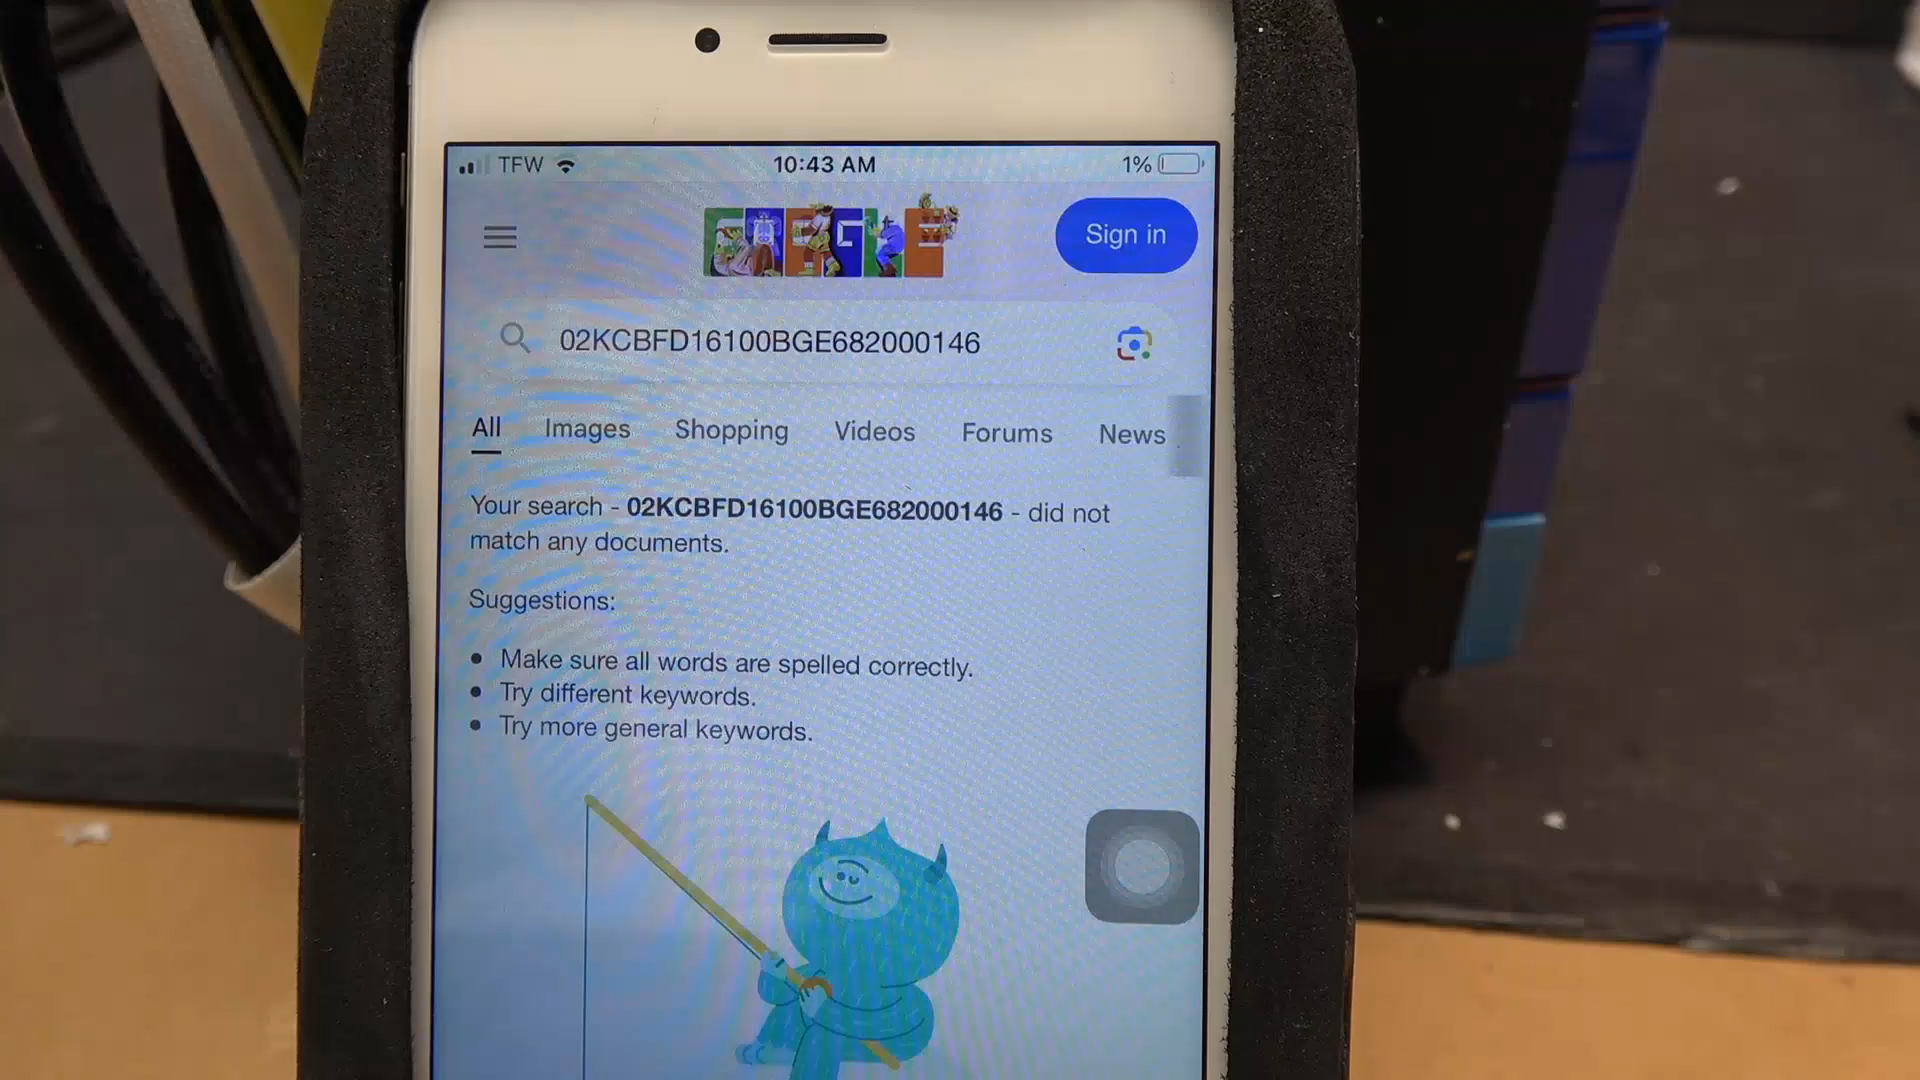 TFW 10:43 AM 1%
GOOGLE Sign in
02KCBFD16100BGE682000146
All Images Shopping Videos Forums News
Your search - 02KCBFD16100BGE682000146 - did not
match any documents.
Suggestions:
Make sure all words are spelled correctly.
Try different keywords.
Try more general keywords.